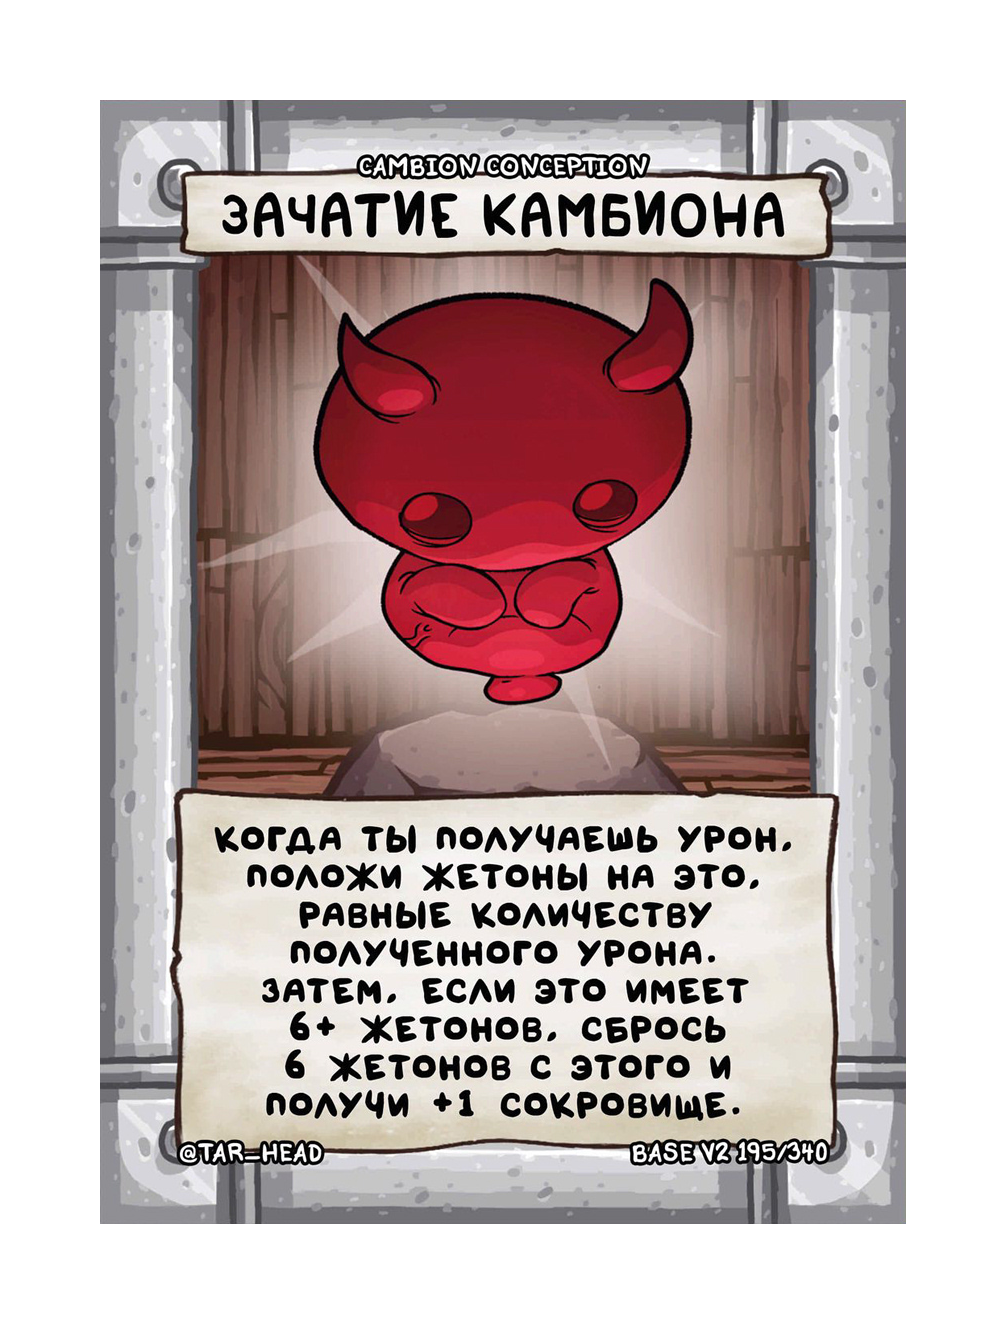 CAMBION CONCEPTION
ЗАЧАТИЕ КАМБИОНА
КОГДА ТЫ ПОЛУЧАЕШЬ УРОН,
ПОЛОЖИ ЖЕТОНЫ НА ЭТО,
РАВНЫЕ КОЛИЧЕСТВУ
ПОЛУЧЕННОГО УРОНА.
ЗАТЕМ, ЕСЛИ ЭТО ИМЕЕТ
6+ ЖЕТОНОВ, СБРОСЬ
6 ЖЕТОНОВ С ЭТОГО И
ПОЛУЧИ +1 СОКРОВИЩЕ.
@TAR_HEAD
BASE V2 195/340